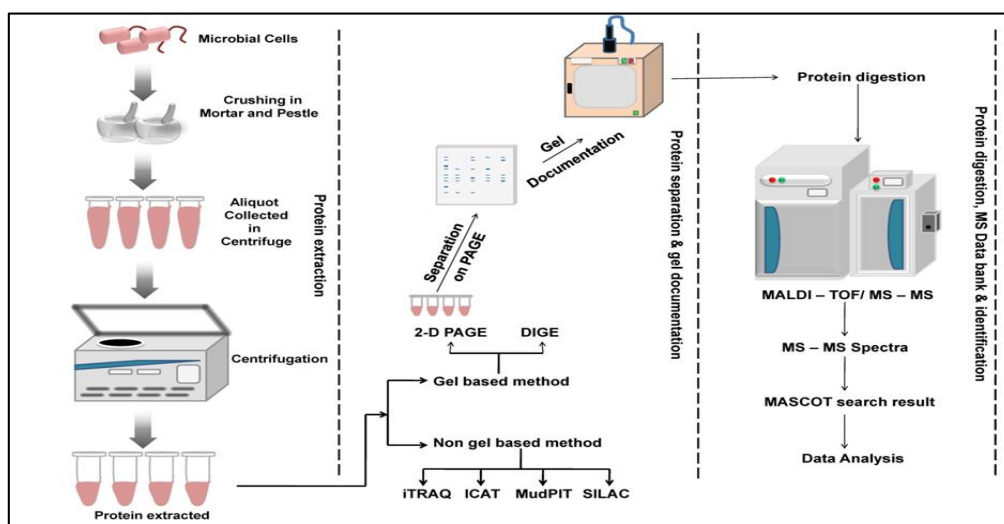 Microbial Cells
Crushing in
Mortar and Pestle
Aliquot
Collected
in
Centrifuge
Centrifugation
Protein extracted
Protein extraction
Gel
Documentation
Separation
on PAGE
2-D PAGE
DIGE
Gel based method
Non gel based method
iTRAQ
ICAT
MudPIT
SILAC
Protein separation & gel documentation
Protein digestion
MALDI – TOF/ MS – MS
MS – MS Spectra
MASCOT search result
Data Analysis
Protein digestion, MS Data bank & identification